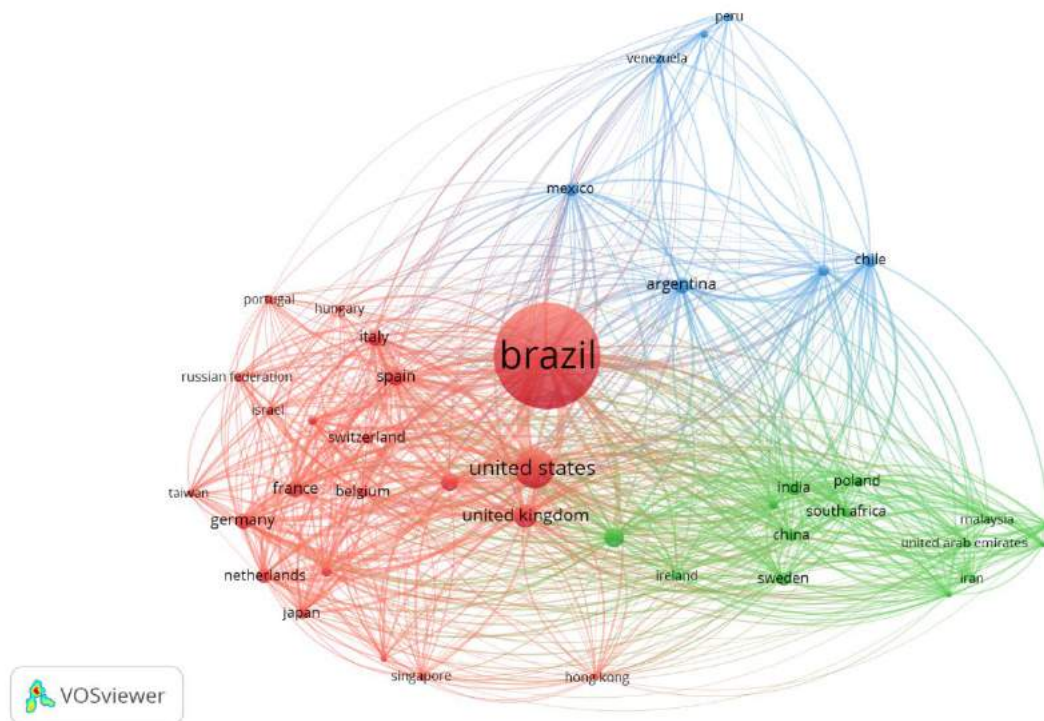 peru
venezuela
mexico
chile
argentina
portugal
hungary
italy
brazil
spain
russian federation
israel
switzerland
united states
india
poland
france
belgium
taiwan
south africa
united kingdom
germany
malaysia
china
united arab emirates
netherlands
ireland
sweden
iran
japan
singapore
hong kong
VOSviewer